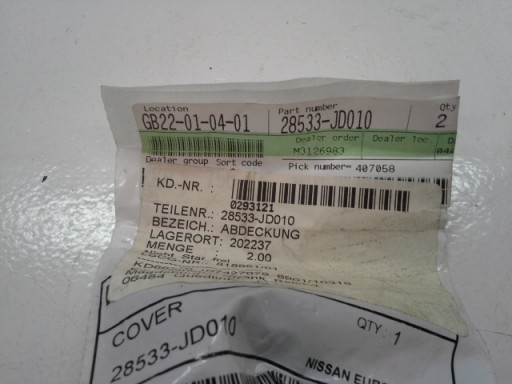 Location
GB22-01-04-01
Part number
28533-JD010
Qty
2
Dealer order
M3126983
Dealer loc.
Dealer group Sort code
Pick number= 407058
KD.-NR. :
0293121
TEILENR.: 28533-JD010
BEZEICH.: ABDECKUNG
LAGERORT: 202237
MENGE : 2.00
06484
COVER
28533-JD010
QTY : 1
NISSAN EURO